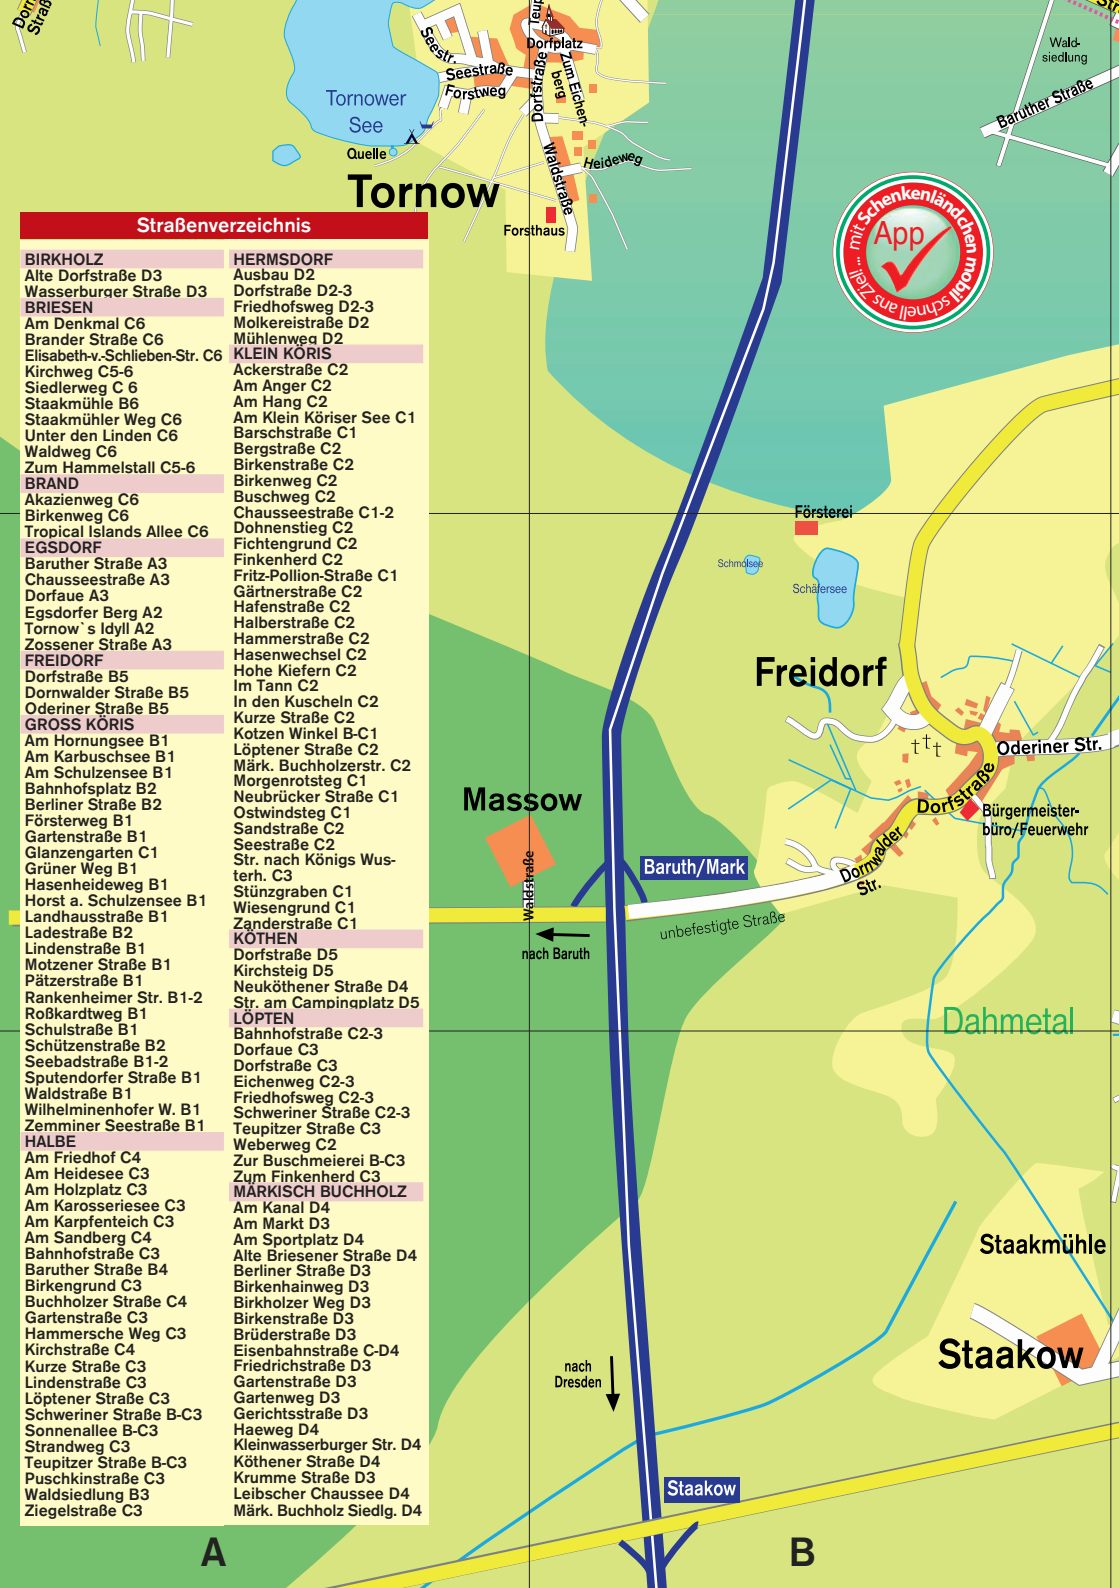 Dorf
Straß
Teup
Dorfplatz
Seestr.
Seestraße
Forstweg
Dorfstraße
Zum Eichen-
berg
Tornower
See
Quelle
Waldstraße
Heideweg
Tornow
Forsthaus
Str
Wald-
siedlung
Baruther Straße
... mit Schenkenländchen mobil schnell ans Ziel! ...
App
Straßenverzeichnis
BIRKHOLZ
Alte Dorfstraße D3
Wasserburger Straße D3
BRIESEN
Am Denkmal C6
Brander Straße C6
Elisabeth-v.-Schlieben-Str. C6
Kirchweg C5-6
Siedlerweg C 6
Staakmühle B6
Staakmühler Weg C6
Unter den Linden C6
Waldweg C6
Zum Hammelstall C5-6
BRAND
Akazienweg C6
Birkenweg C6
Tropical Islands Allee C6
EGSDORF
Baruther Straße A3
Chausseestraße A3
Dorfaue A3
Egsdorfer Berg A2
Tornow`s Idyll A2
Zossener Straße A3
FREIDORF
Dorfstraße B5
Dornwalder Straße B5
Oderiner Straße B5
GROSS KÖRIS
Am Hornungsee B1
Am Karbuschsee B1
Am Schulzensee B1
Bahnhofsplatz B2
Berliner Straße B2
Försterweg B1
Gartenstraße B1
Glanzengarten C1
Grüner Weg B1
Hasenheideweg B1
Horst a. Schulzensee B1
Landhausstraße B1
Ladestraße B2
Lindenstraße B1
Motzener Straße B1
Pätzerstraße B1
Rankenheimer Str. B1-2
Roßkardtweg B1
Schulstraße B1
Schützenstraße B2
Seebadstraße B1-2
Sputendorfer Straße B1
Waldstraße B1
Wilhelminenhofer W. B1
Zemminer Seestraße B1
HALBE
Am Friedhof C4
Am Heidesee C3
Am Holzplatz C3
Am Karosseriesee C3
Am Karpfenteich C3
Am Sandberg C4
Bahnhofstraße C3
Baruther Straße B4
Birkengrund C3
Buchholzer Straße C4
Gartenstraße C3
Hammersche Weg C3
Kirchstraße C4
Kurze Straße C3
Lindenstraße C3
Löptener Straße C3
Schweriner Straße B-C3
Sonnenallee B-C3
Strandweg C3
Teupitzer Straße B-C3
Puschkinstraße C3
Waldsiedlung B3
Ziegelstraße C3
HERMSDORF
Ausbau D2
Dorfstraße D2-3
Friedhofsweg D2-3
Molkereistraße D2
Mühlenweg D2
KLEIN KÖRIS
Ackerstraße C2
Am Anger C2
Am Hang C2
Am Klein Köriser See C1
Barschstraße C1
Bergstraße C2
Birkenstraße C2
Birkenweg C2
Buschweg C2
Chausseestraße C1-2
Dohnenstieg C2
Fichtengrund C2
Finkenherd C2
Fritz-Pollion-Straße C1
Gärtnerstraße C2
Hafenstraße C2
Halberstraße C2
Hammerstraße C2
Hasenwechsel C2
Hohe Kiefern C2
Im Tann C2
In den Kuscheln C2
Kurze Straße C2
Kotzen Winkel B-C1
Löptener Straße C2
Märk. Buchholzerstr. C2
Morgenrotsteg C1
Neubrücker Straße C1
Ostwindsteg C1
Sandstraße C2
Seestraße C2
Str. nach Königs Wus-
terh. C3
Stünzgraben C1
Wiesengrund C1
Zanderstraße C1
KÖTHEN
Dorfstraße D5
Kirchsteig D5
Neuköthener Straße D4
Str. am Campingplatz D5
LÖPTEN
Bahnhofstraße C2-3
Dorfaue C3
Dorfstraße C3
Eichenweg C2-3
Friedhofsweg C2-3
Schweriner Straße C2-3
Teupitzer Straße C3
Weberweg C2
Zur Buschmeierei B-C3
Zum Finkenherd C3
MÄRKISCH BUCHHOLZ
Am Kanal D4
Am Markt D3
Am Sportplatz D4
Alte Briesener Straße D4
Berliner Straße D3
Birkenhainweg D3
Birkholzer Weg D3
Birkenstraße D3
Brüderstraße D3
Eisenbahnstraße C-D4
Friedrichstraße D3
Gartenstraße D3
Gartenweg D3
Gerichtsstraße D3
Haeweg D4
Kleinwasserburger Str. D4
Köthener Straße D4
Krumme Straße D3
Leibscher Chaussee D4
Märk. Buchholz Siedlg. D4
Försterei
Schmolsee
Schäfersee
Freidorf
Oderiner Str.
Dorfstraße
Bürgermeister-
büro/Feuerwehr
Dornwalder
Str.
Massow
Waldstraße
Baruth/Mark
unbefestigte Straße
nach Baruth
Dahmetal
Staakmühle
Staakow
nach
Dresden
Staakow
A
B